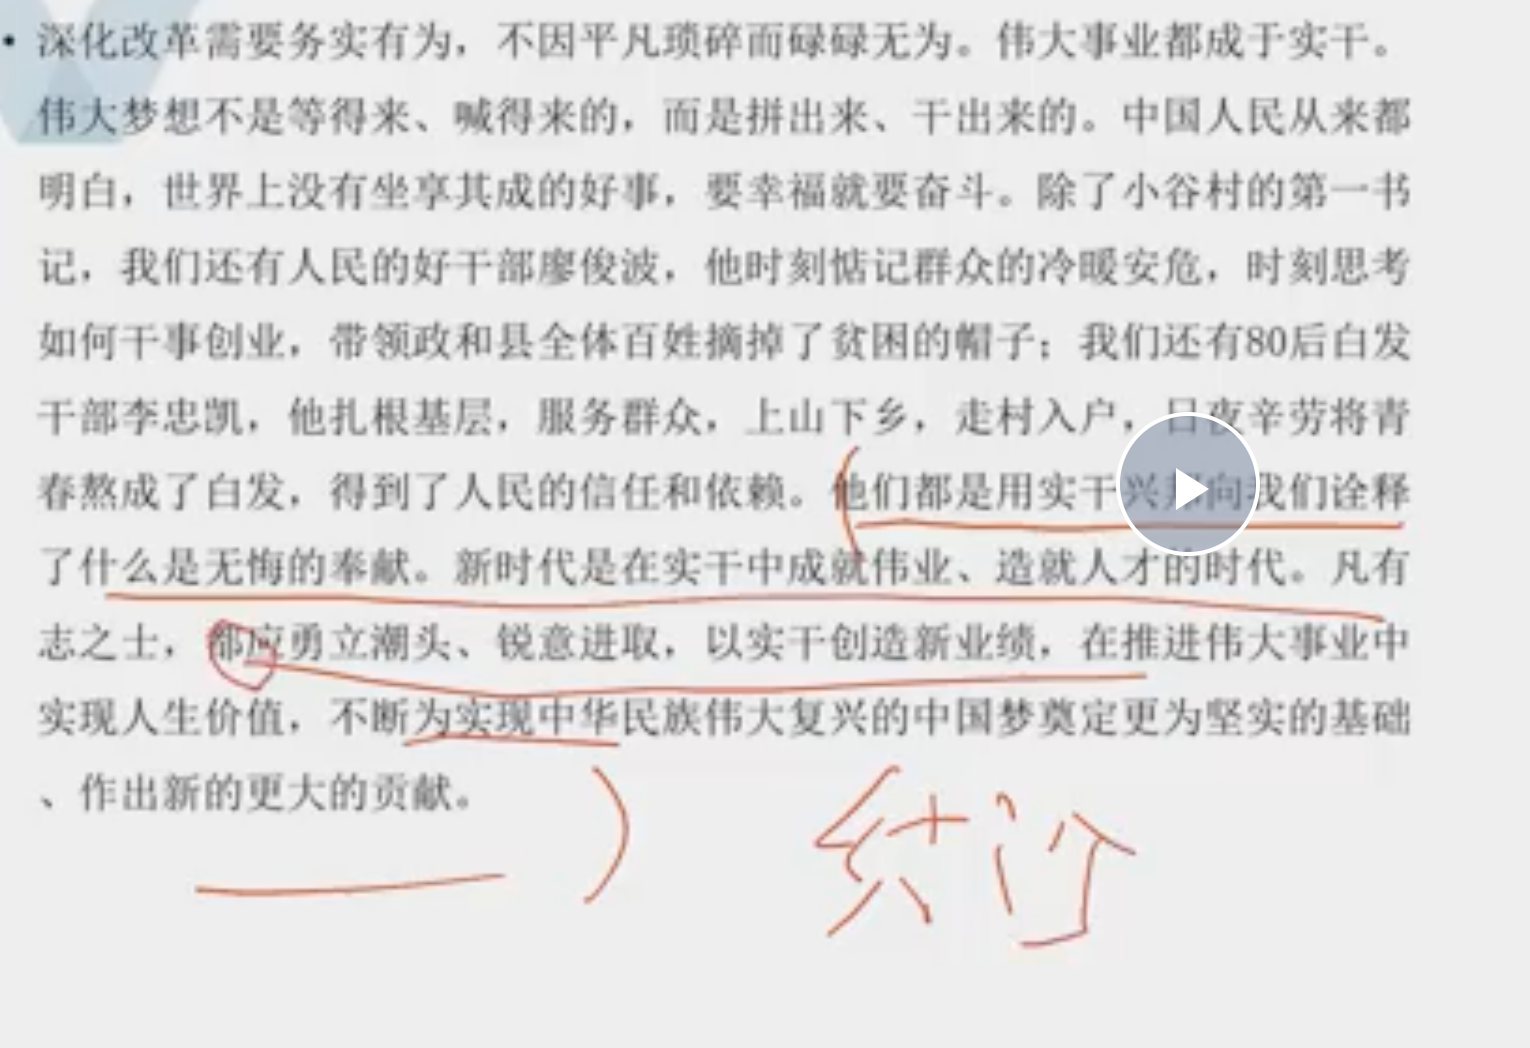 • 深化改革需要务实有为，不因平凡琐碎而碌碌无为。伟大事业都成于实干。
伟大梦想不是等得来、喊得来的，而是拼出来、干出来的。中国人民从来都
明白，世界上没有坐享其成的好事，要幸福就要奋斗。除了小谷村的第一书
记，我们还有人民的好干部廖俊波，他时刻惦记群众的冷暖安危，时刻思考
如何干事创业，带领政和县全体百姓摘掉了贫困的帽子；我们还有80后白发
干部李忠凯，他扎根基层，服务群众，上山下乡，走村入户，日夜辛劳将青
春熬成了白发，得到了人民的信任和依赖。他们都是用实干兴邦向我们诠释
了什么是无悔的奉献。新时代是在实干中成就伟业、造就人才的时代。凡有
志之士，都应勇立潮头、锐意进取，以实干创造新业绩，在推进伟大事业中
实现人生价值，不断为实现中华民族伟大复兴的中国梦奠定更为坚实的基础
、作出新的更大的贡献。